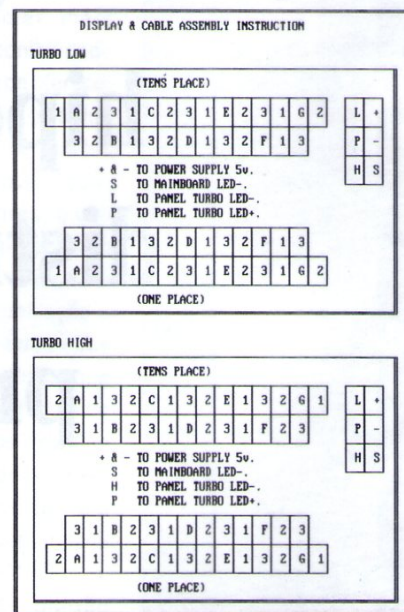 DISPLAY & CABLE ASSEMBLY INSTRUCTION
TURBO LOW
(TENS PLACE)
1 A 2 3 1 C 2 3 1 E 2 3 1 G 2
3 2 B 1 3 2 D 1 3 2 F 1 3
L +
P -
H S
+ & - TO POWER SUPPLY 5v.
S TO MAINBOARD LED-.
L TO PANEL TURBO LED-.
P TO PANEL TURBO LED+.
3 2 B 1 3 2 D 1 3 2 F 1 3
1 A 2 3 1 C 2 3 1 E 2 3 1 G 2
(ONE PLACE)
TURBO HIGH
(TENS PLACE)
2 A 1 3 2 C 1 3 2 E 1 3 2 G 1
3 1 B 2 3 1 D 2 3 1 F 2 3
L +
P -
H S
+ & - TO POWER SUPPLY 5v.
S TO MAINBOARD LED-.
H TO PANEL TURBO LED-.
P TO PANEL TURBO LED+.
3 1 B 2 3 1 D 2 3 1 F 2 3
2 A 1 3 2 C 1 3 2 E 1 3 2 G 1
(ONE PLACE)